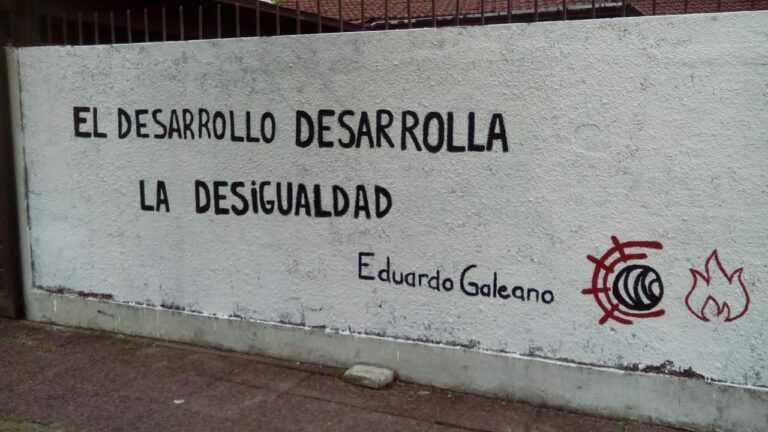 EL DESARROLLO DESARROLLA
LA DESiGUALDAD
Eduardo Galeano